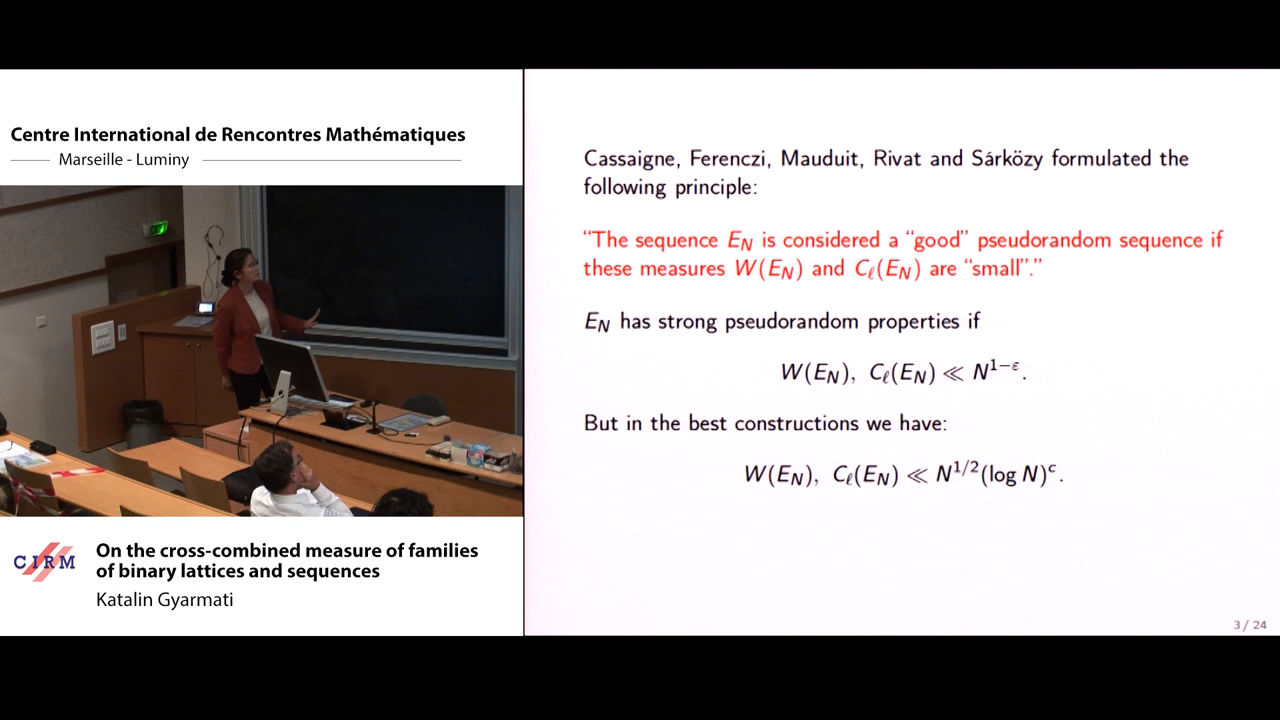 Centre International de Rencontres Mathématiques
Marseille - Luminy
CIRM
On the cross-combined measure of families
of binary lattices and sequences
Katalin Gyarmati
Cassaigne, Ferenczi, Mauduit, Rivat and Sárközy formulated the
following principle:
“The sequence E_N is considered a “good” pseudorandom sequence if
these measures W(E_N) and C_ℓ(E_N) are “small”.”
E_N has strong pseudorandom properties if
W(E_N), C_ℓ(E_N) ≪ N^{1−ε}.
But in the best constructions we have:
W(E_N), C_ℓ(E_N) ≪ N^{1/2}(log N)^c.
3 / 24